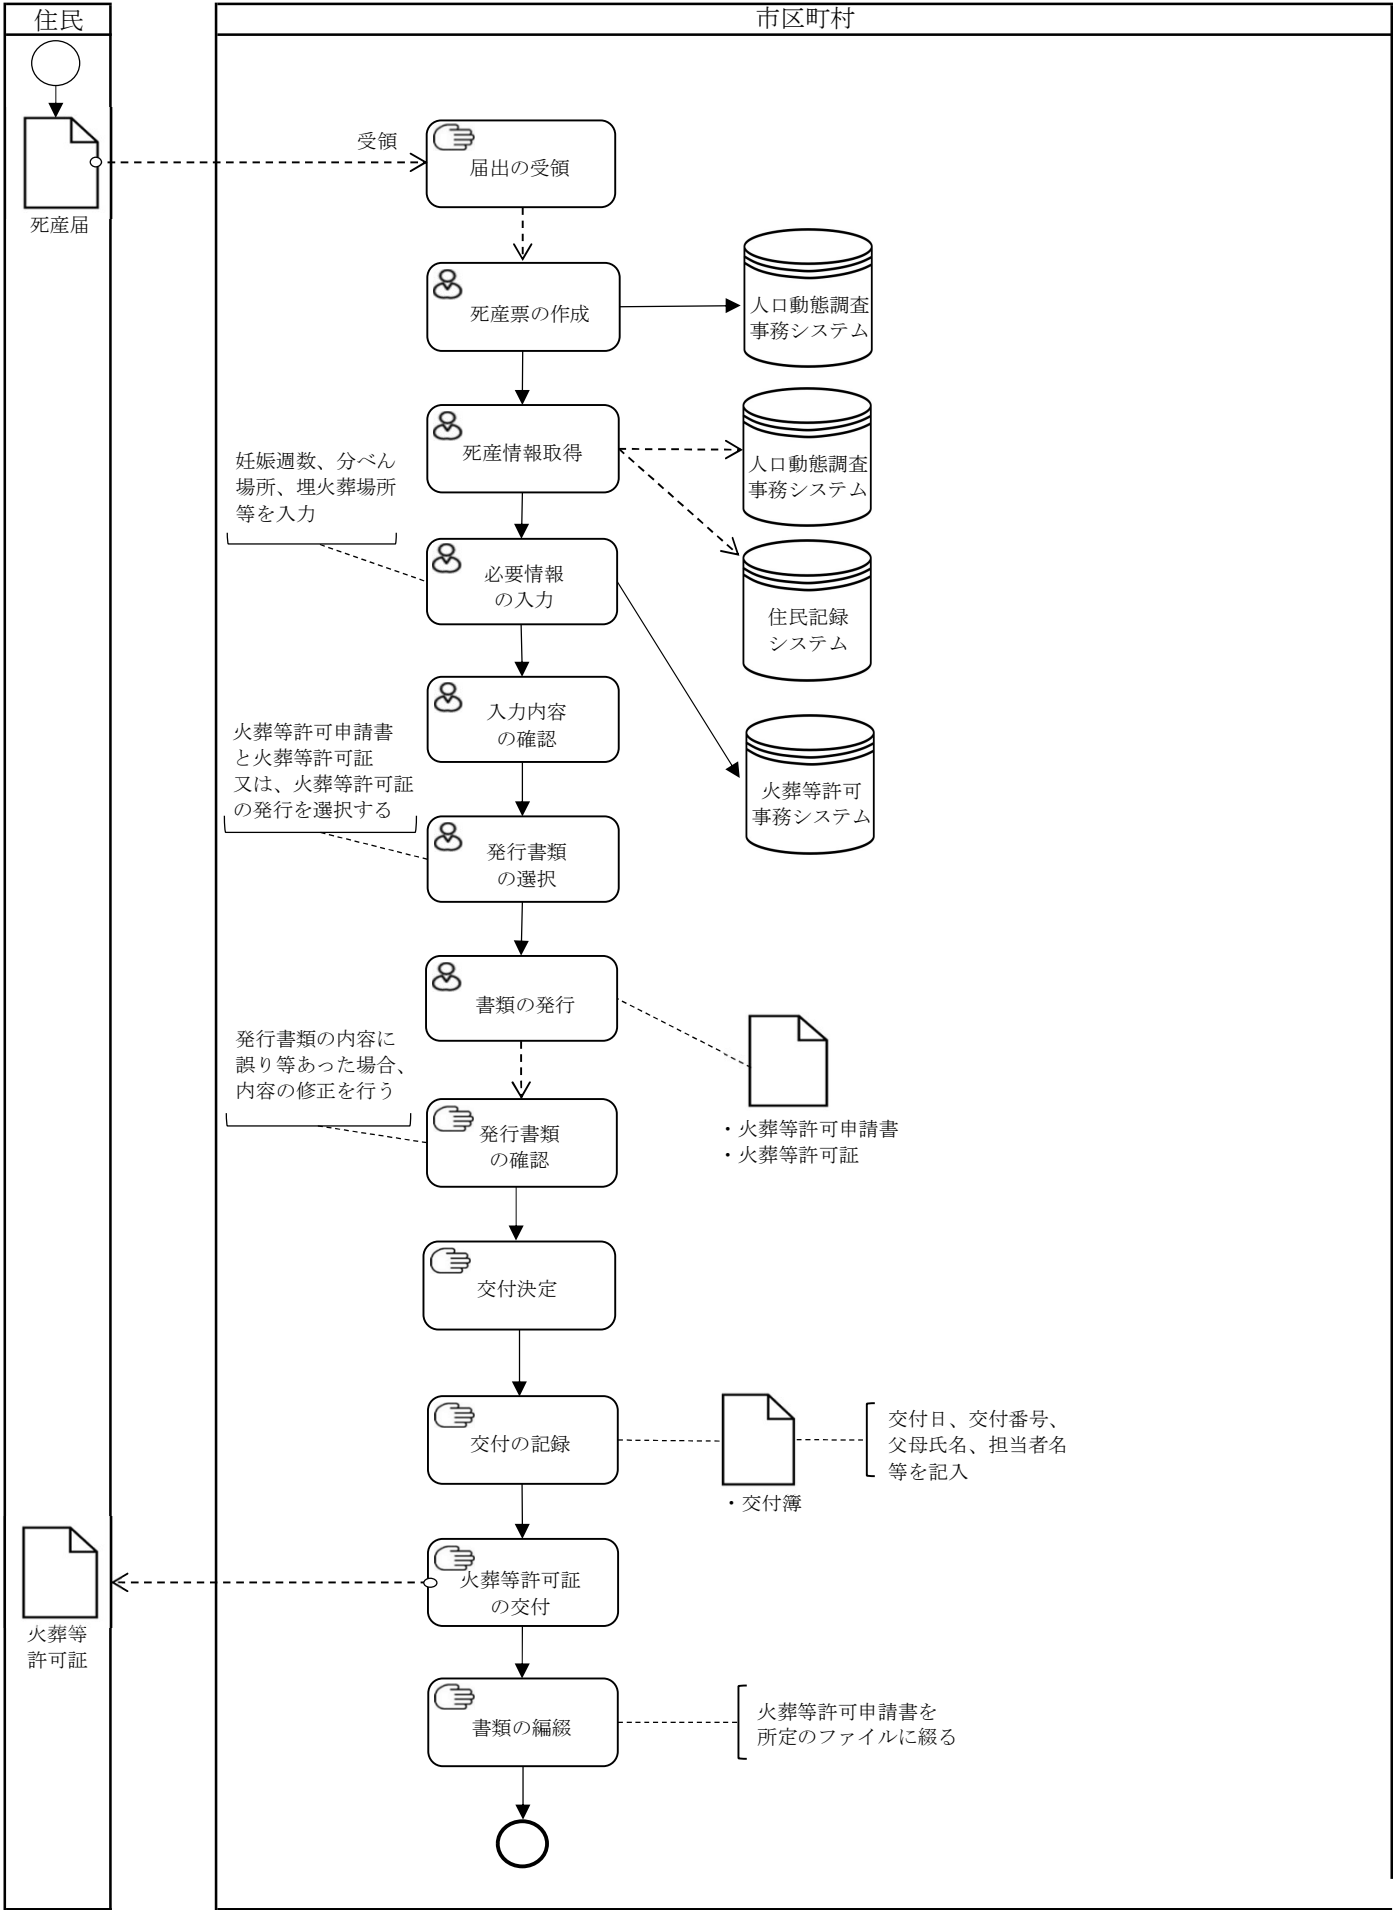 住民
市区町村
受領
届出の受領
死産届
死産票の作成
人口動態調査
事務システム
死産情報取得
人口動態調査
事務システム
妊娠週数、分べん
場所、埋火葬場所
等を入力
必要情報
の入力
住民記録
システム
入力内容
の確認
火葬等許可申請書
と火葬等許可証
又は、火葬等許可証
の発行を選択する
火葬等許可
事務システム
発行書類
の選択
書類の発行
発行書類の内容に
誤り等あった場合、
内容の修正を行う
・火葬等許可申請書
・火葬等許可証
発行書類
の確認
交付決定
交付の記録
・交付簿
交付日、交付番号、
父母氏名、担当者名
等を記入
火葬等許可証
の交付
火葬等
許可証
書類の編綴
火葬等許可申請書を
所定のファイルに綴る